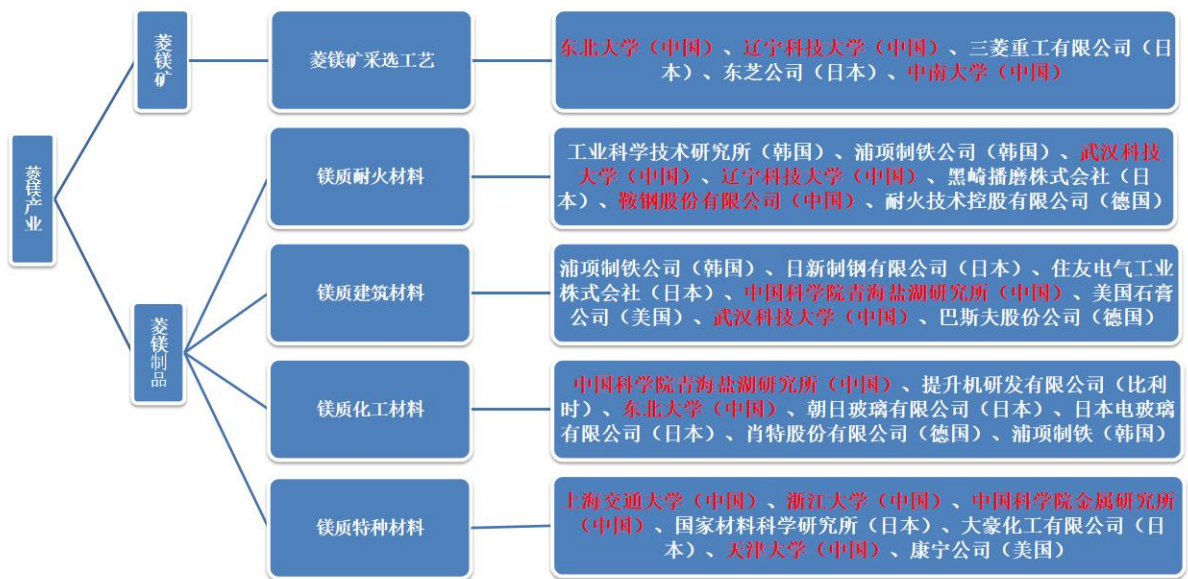 菱镁产业
菱镁矿
菱镁矿采选工艺
东北大学（中国）、辽宁科技大学（中国）、三菱重工有限公司（日
本）、东芝公司（日本）、中南大学（中国）
菱镁制品
镁质耐火材料
工业科学技术研究所（韩国）、浦项制铁公司（韩国）、武汉科技
大学（中国）、辽宁科技大学（中国）、黑崎播磨株式会社（日
本）、鞍钢股份有限公司（中国）、耐火技术控股有限公司（德国）
镁质建筑材料
浦项制铁公司（韩国）、日新制钢有限公司（日本）、住友电气工业
株式会社（日本）、中国科学院青海盐湖研究所（中国）、美国石膏
公司（美国）、武汉科技大学（中国）、巴斯夫股份公司（德国）
镁质化工材料
中国科学院青海盐湖研究所（中国）、提升机研发有限公司（比利
时）、东北大学（中国）、朝日玻璃有限公司（日本）、日本电玻璃
有限公司（日本）、肖特股份有限公司（德国）、浦项制铁（韩国）
镁质特种材料
上海交通大学（中国）、浙江大学（中国）、中国科学院金属研究所
（中国）、国家材料科学研究所（日本）、大豪化工有限公司（日
本）、天津大学（中国）、康宁公司（美国）